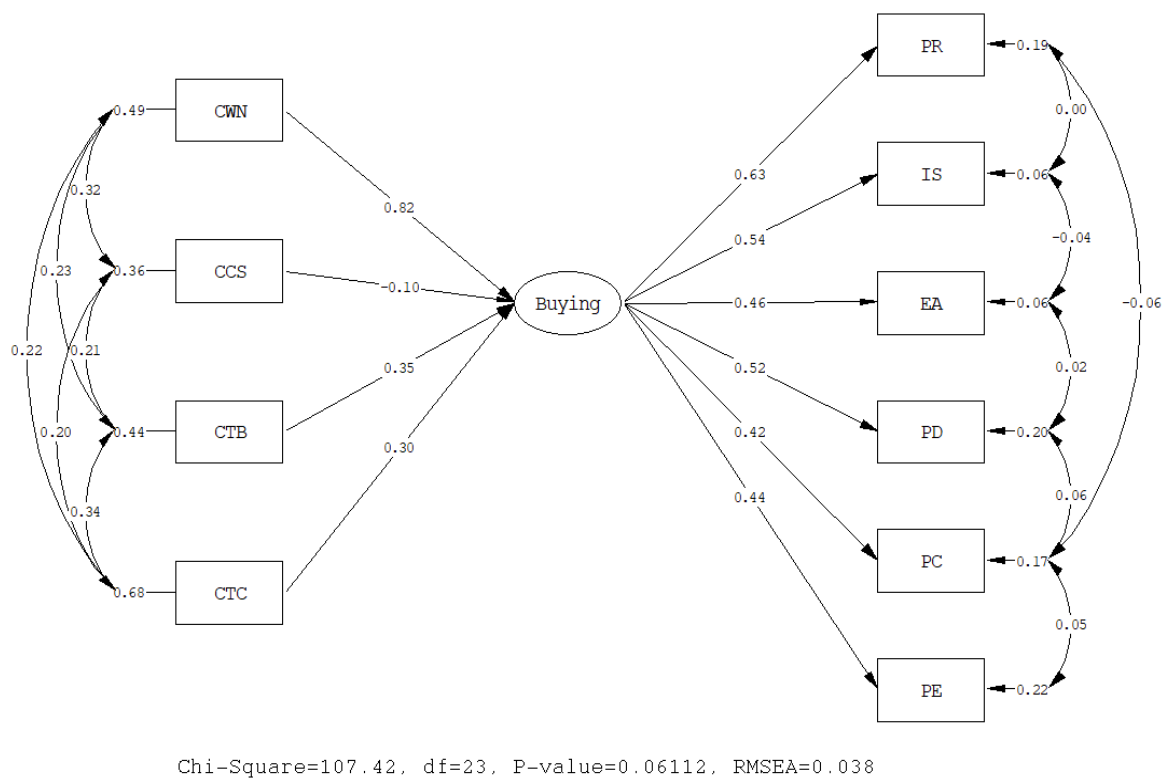 PR
0.19
0.00
CWN
0.49
0.63
IS
0.06
0.32
0.82
0.54
-0.04
CCS
0.36
0.23
-0.10
Buying
0.46
EA
0.06
-0.06
0.22
0.21
0.35
0.52
0.02
CTB
0.44
0.20
0.30
0.42
PD
0.20
0.34
0.44
0.06
CTC
0.68
PC
0.17
0.05
PE
0.22
Chi-Square=107.42, df=23, P-value=0.06112, RMSEA=0.038